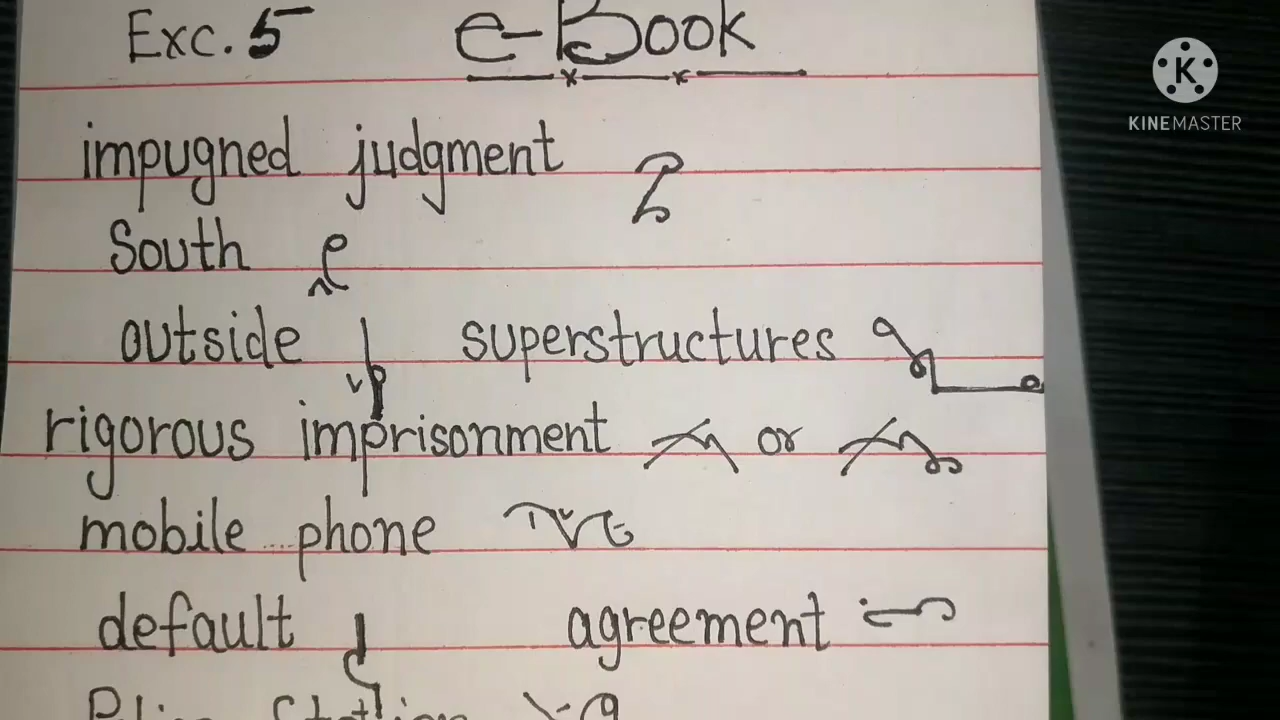 Exc. 5 e-Book
K
KINEMASTER
impugned judgment
South
outside superstructures
rigorous imprisonment or
mobile phone
default agreement